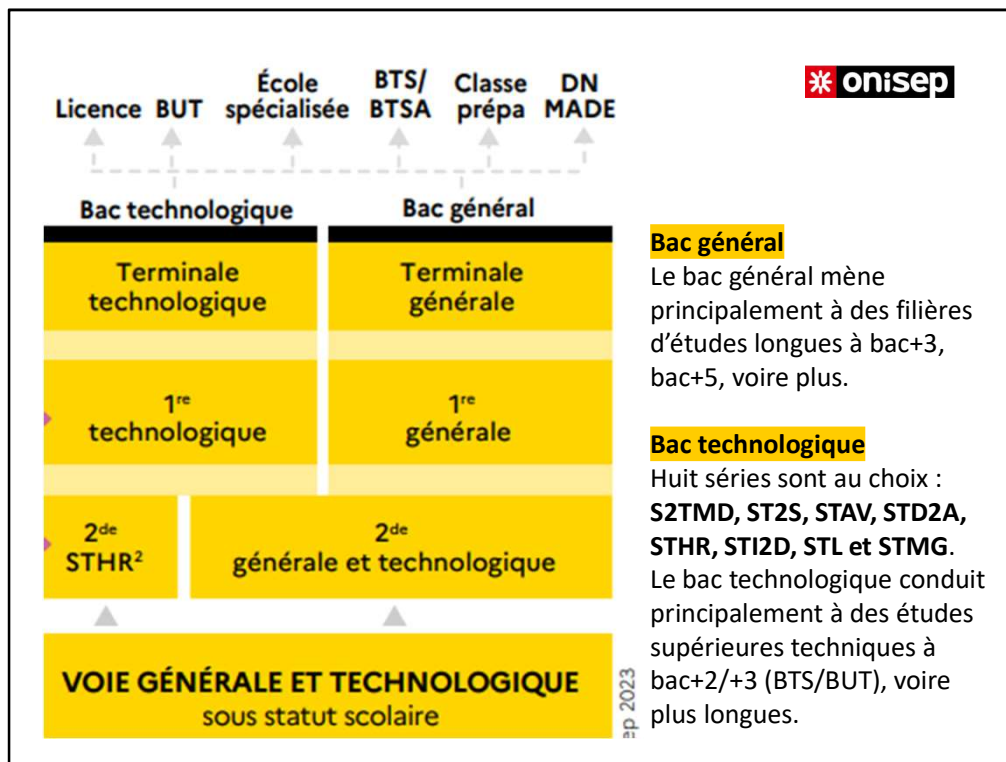 École BTS/ Classe DN
Licence BUT spécialisée BTSA prépa MADE
onisep
Bac technologique Bac général
Terminale
technologique
Terminale
générale
1re
technologique
1re
générale
2de
STHR²
2de
générale et technologique
VOIE GÉNÉRALE ET TECHNOLOGIQUE
sous statut scolaire
ep 2023
Bac général
Le bac général mène
principalement à des filières
d'études longues à bac+3,
bac+5, voire plus.
Bac technologique
Huit séries sont au choix :
S2TMD, ST2S, STAV, STD2A,
STHR, STI2D, STL et STMG.
Le bac technologique conduit
principalement à des études
supérieures techniques à
bac+2/+3 (BTS/BUT), voire
plus longues.